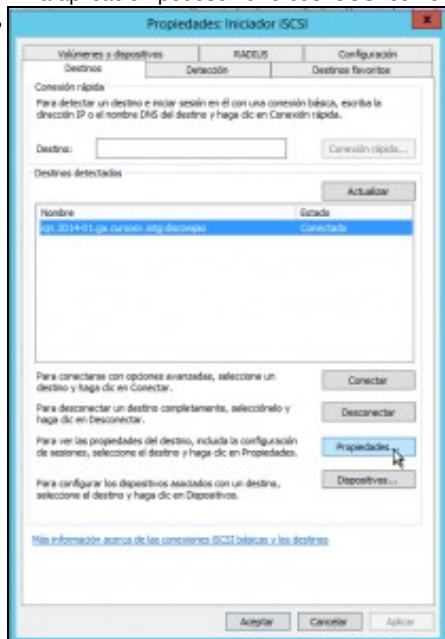 Propiedades: Iniciador iSCSI
Volúmenes y dispositivos RADIUS Configuración
Destinos Detección Destinos favoritos
Conexión rápida
Para detectar un destino e iniciar sesión en él con una conexión básica, escriba la
dirección IP o el nombre DNS del destino y haga clic en Conexión rápida.
Destino: Conexión rápida...
Destinos detectados
Actualizar
Nombre Estado
Conectado
Para conectarse con opciones avanzadas, seleccione un
destino y haga clic en Conectar.
Conectar
Para desconectar un destino completamente, selecciónelo y
haga clic en Desconectar.
Desconectar
Para ver las propiedades del destino, incluida la configuración
de sesiones, seleccione el destino y haga clic en Propiedades.
Propiedades...
Para configurar los dispositivos asociados con un destino,
seleccione el destino y haga clic en Dispositivos.
Dispositivos...
Más información acerca de las conexiones iSCSI básicas y los destinos
Aceptar Cancelar Aplicar